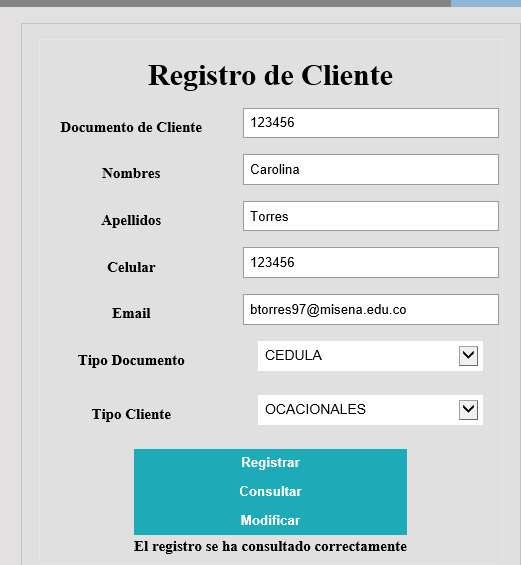 Registro de Cliente
Documento de Cliente 123456
Nombres Carolina
Apellidos Torres
Celular 123456
Email btorres97@misena.edu.co
Tipo Documento CEDULA
Tipo Cliente OCACIONALES
Registrar
Consultar
Modificar
El registro se ha consultado correctamente